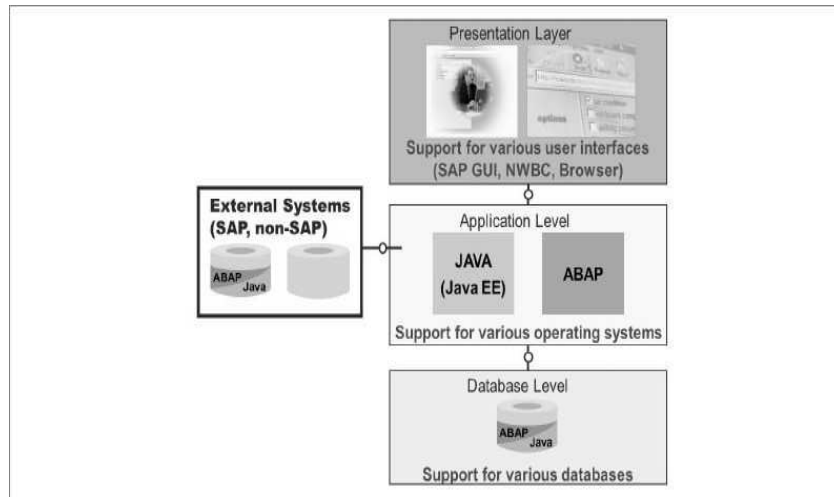 Presentation Layer
options
Support for various user interfaces
(SAP GUI, NWBC, Browser)
External Systems
(SAP, non-SAP)
ABAP
Java
Application Level
JAVA
(Java EE)
ABAP
Support for various operating systems
Database Level
ABAP
Java
Support for various databases